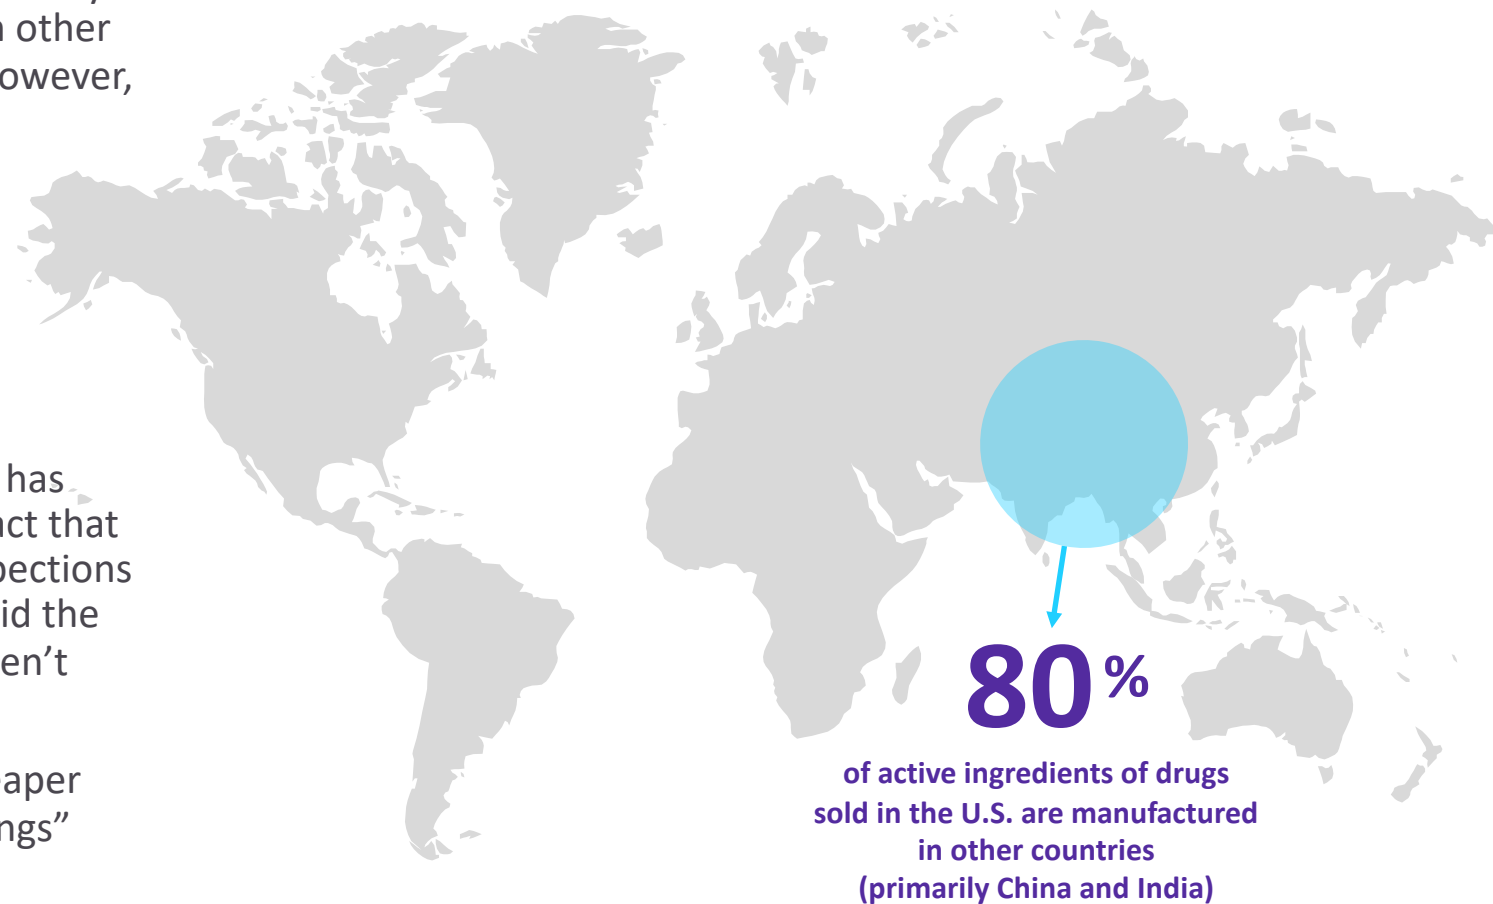 other
owever,
has
act that
pections
id the
en’t
aper
ngs”
80%
of active ingredients of drugs
sold in the U.S. are manufactured
in other countries
(primarily China and India)